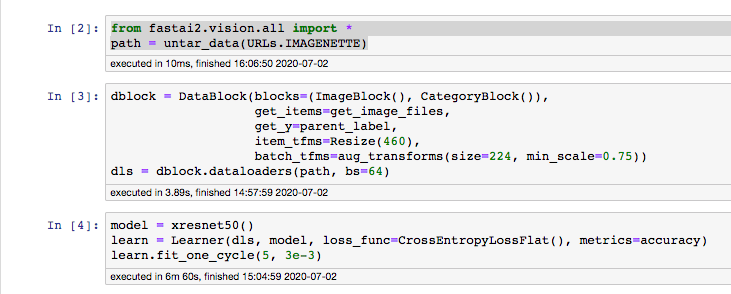 In [2]: from fastai2.vision.all import *
path = untar_data(URLs.IMAGENETTE)
executed in 10ms, finished 16:06:50 2020-07-02
In [3]: dblock = DataBlock(blocks=(ImageBlock(), CategoryBlock()),
get_items=get_image_files,
get_y=parent_label,
item_tfms=Resize(460),
batch_tfms=aug_transforms(size=224, min_scale=0.75))
dls = dblock.dataloaders(path, bs=64)
executed in 3.89s, finished 14:57:59 2020-07-02
In [4]: model = xresnet50()
learn = Learner(dls, model, loss_func=CrossEntropyLossFlat(), metrics=accuracy)
learn.fit_one_cycle(5, 3e-3)
executed in 6m 60s, finished 15:04:59 2020-07-02